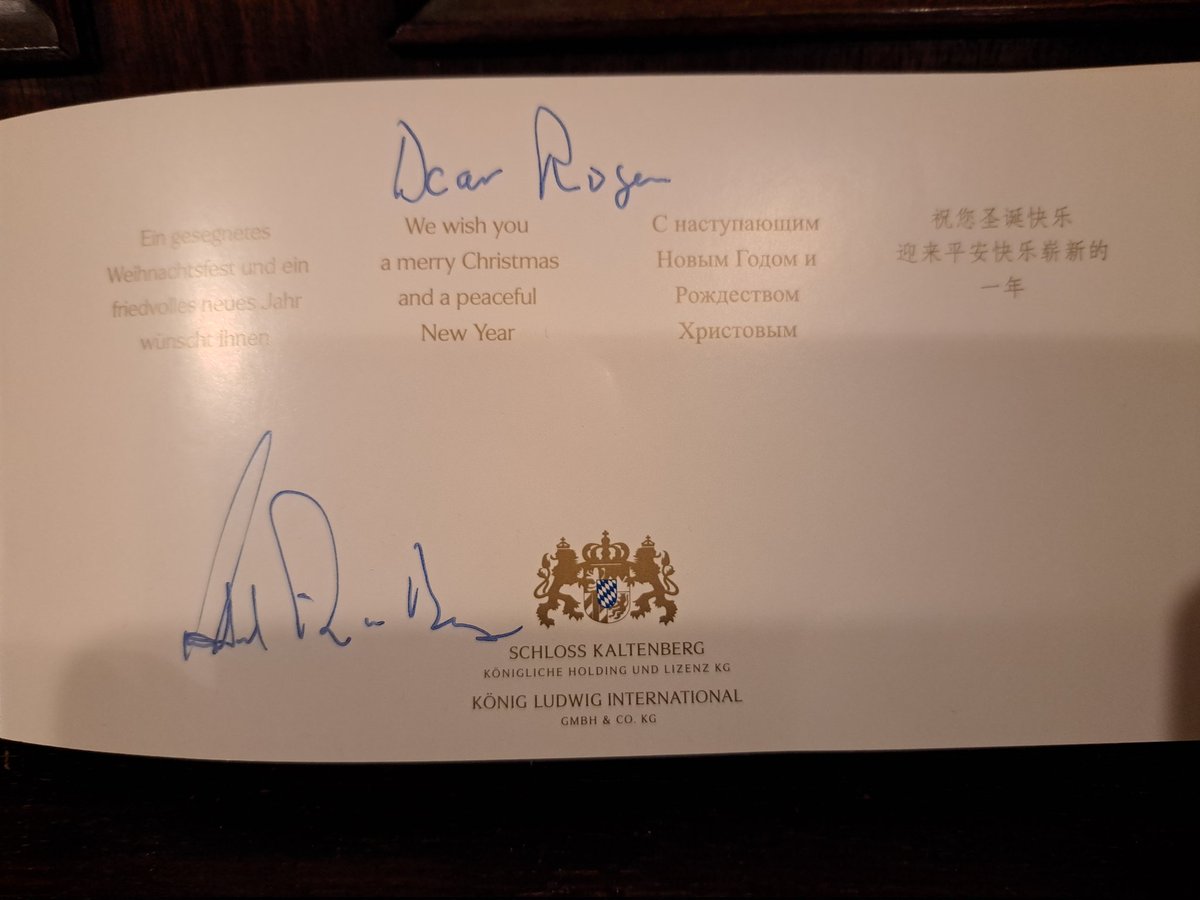 Dear Roger
Ein gesegnetes
Weihnachtsfest und ein
friedvolles neues Jahr
wünscht Ihnen
We wish you
a merry Christmas
and a peaceful
New Year
С наступающим
Новым Годом и
Рождеством
Христовым
祝您圣诞快乐
迎来平安快乐崭新的
一年
SCHLOSS KALTENBERG
KÖNIGLICHE HOLDING UND LIZENZ KG
KÖNIG LUDWIG INTERNATIONAL
GMBH & CO. KG